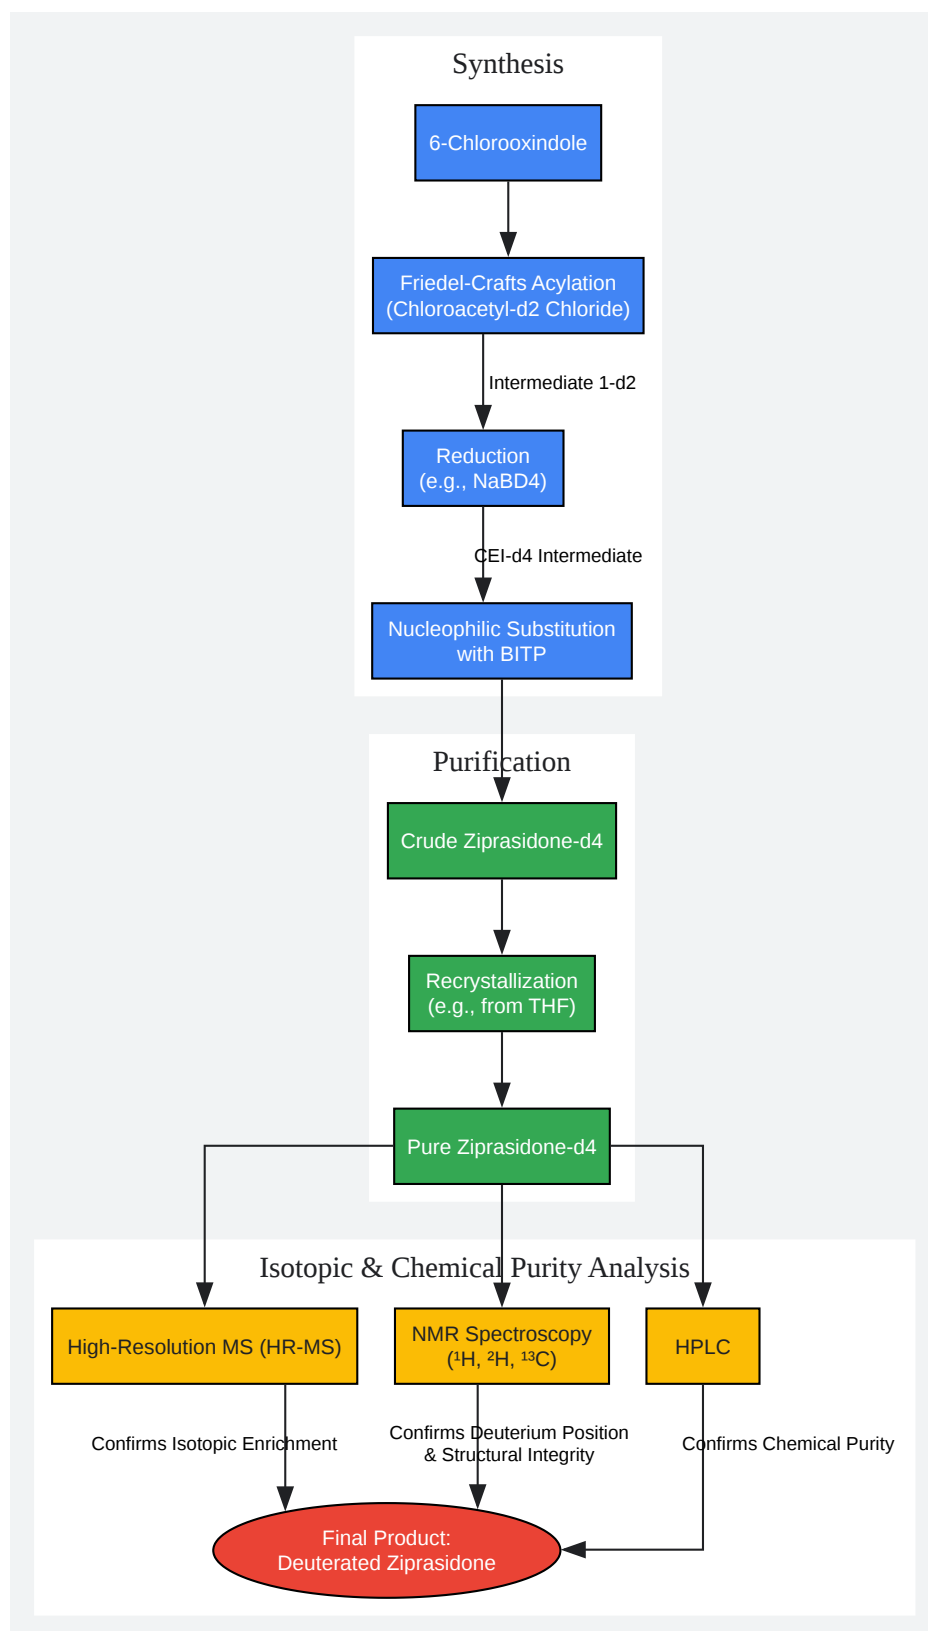 Synthesis
6-Chlorooxindole
Friedel-Crafts Acylation
(Chloroacetyl-d2 Chloride)
Intermediate 1-d2
Reduction
(e.g., NaBD4)
CEI-d4 Intermediate
Nucleophilic Substitution
with BITP
Purification
Crude Ziprasidone-d4
Recrystallization
(e.g., from THF)
Pure Ziprasidone-d4
Isotopic & Chemical Purity Analysis
High-Resolution MS (HR-MS)
NMR Spectroscopy
(¹H, ²H, ¹³C)
HPLC
Confirms Isotopic Enrichment
Confirms Deuterium Position
& Structural Integrity
Confirms Chemical Purity
Final Product:
Deuterated Ziprasidone